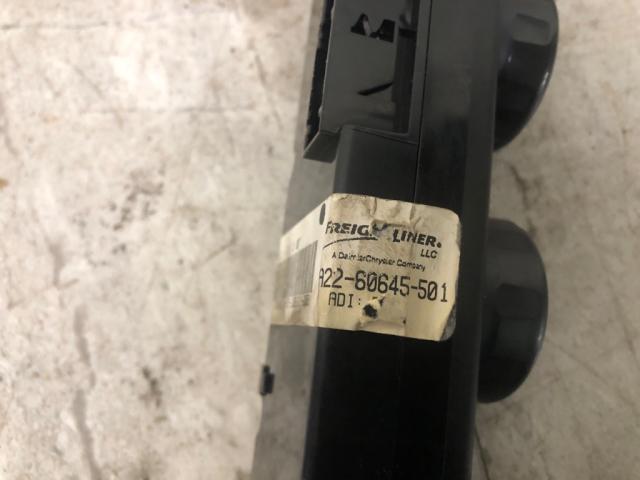 FREIGHTLINER®
LLC
A DaimlerChrysler Company
A22-60645-501
ADI: